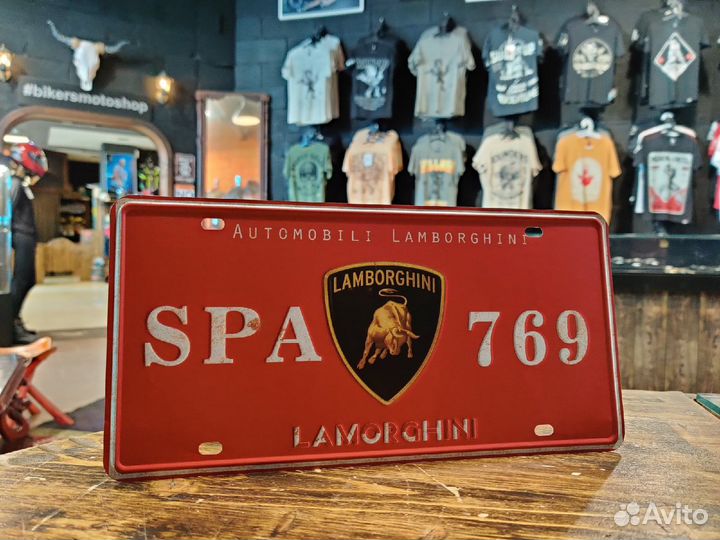 #bikersmotoshop
AUTOMOBILI LAMBORGHINI
LAMBORGHINI
SPA 769
LAMORGHINI
Avito